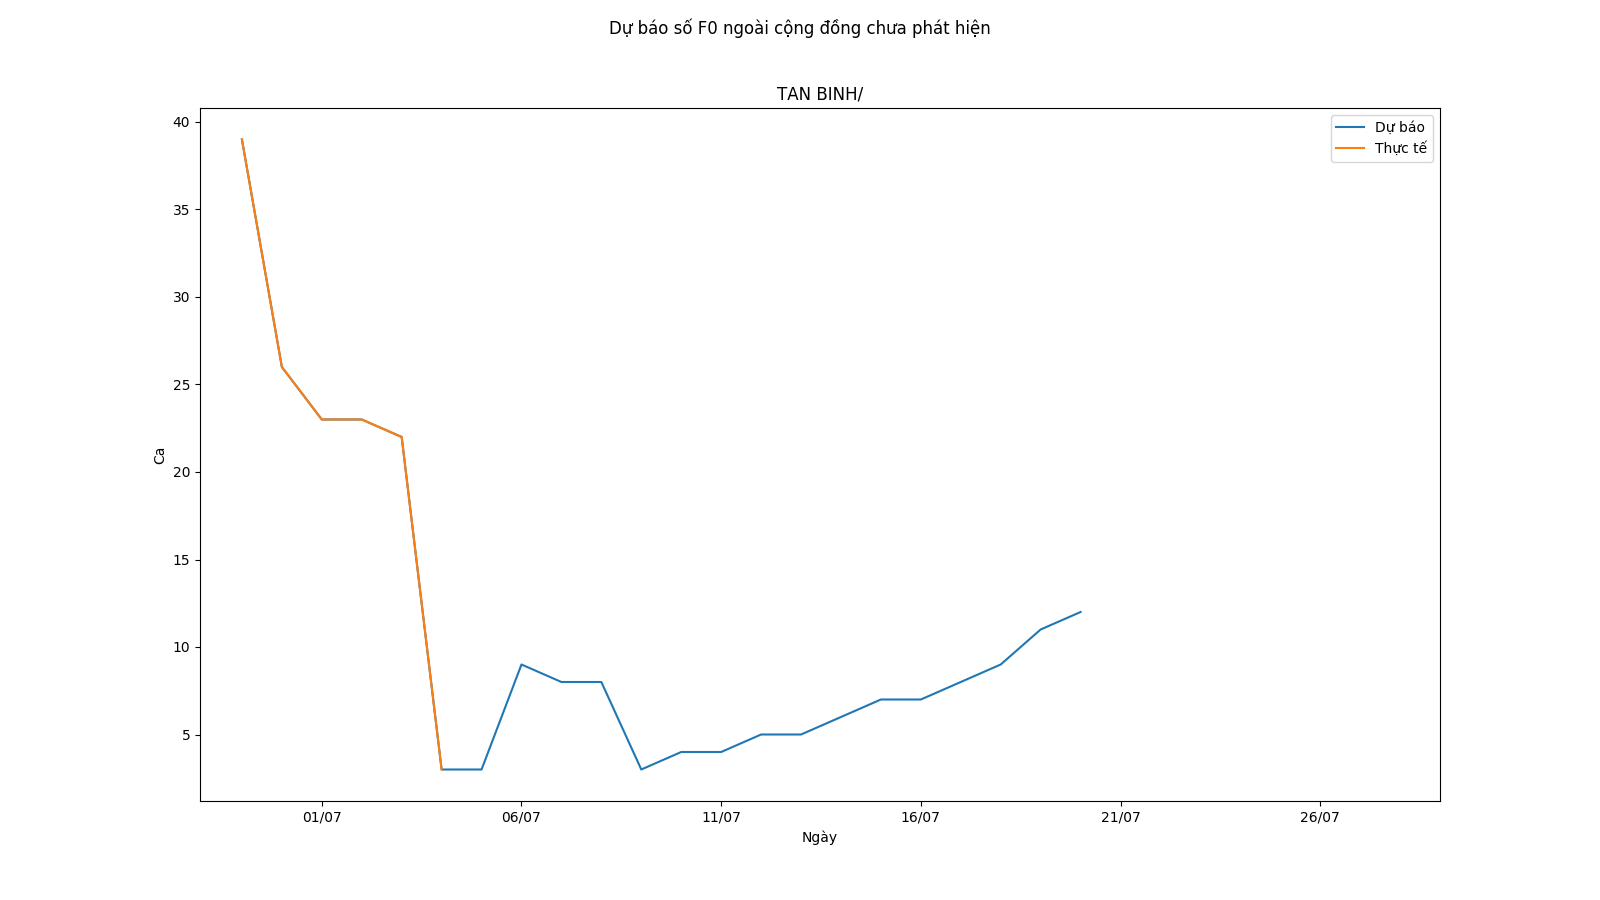 Dự báo số F0 ngoài cộng đồng chưa phát hiện
TAN BINH/
40
35
30
25
20
15
10
5
Ca
Dự báo
Thực tế
01/07
06/07
11/07
16/07
21/07
26/07
Ngày